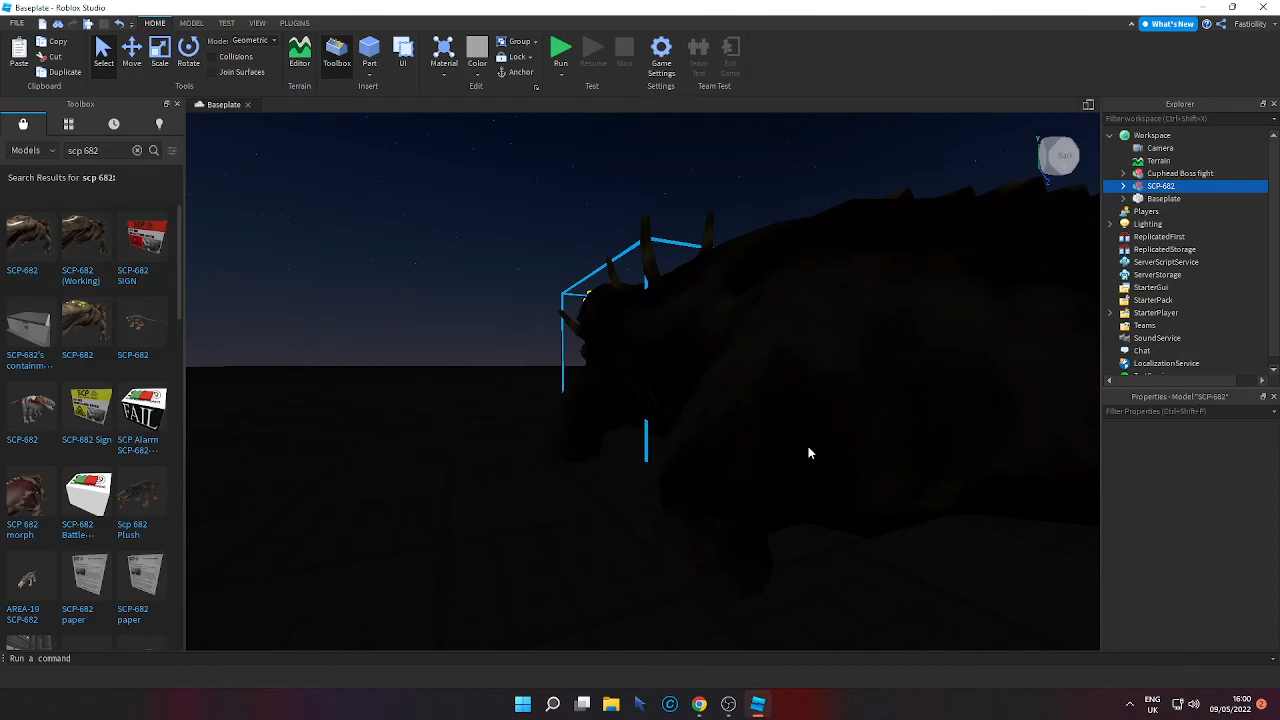 Baseplate - Roblox Studio
FILE HOME MODEL TEST VIEW PLUGINS What's New Fasticility
Copy Mode: Geometric Group
Cut Collisions Lock
Paste Duplicate Select Move Scale Rotate Join Surfaces Editor Toolbox Part UI Material Color Anchor Run Resume Stop Game Settings Team Test Exit Game
Clipboard Tools Terrain Insert Edit Test Settings Team Test
Toolbox Baseplate Explorer
Filter workspace (Ctrl+Shift+X)
Models scp 682
Search Results for scp 682:
SCP-682 SCP-682 (Working) SCP-682 SIGN
SCP-682's containm... SCP-682 SCP-682
SCP-682 SCP-682 Sign SCP Alarm SCP-682...
SCP-682 morph SCP-682 Battle-... Scp 682 Plush
AREA-19 SCP-682 SCP-682 paper SCP-682 paper
SCP
FAIL
Back
Y
Z
Workspace
Camera
Terrain
Cuphead Boss fight
SCP-682
Baseplate
Players
Lighting
ReplicatedFirst
ReplicatedStorage
ServerScriptService
ServerStorage
StarterGui
StarterPack
StarterPlayer
Teams
SoundService
Chat
LocalizationService
Properties - Model "SCP-682"
Filter Properties (Ctrl+Shift+P)
Run a command
ENG
UK
16:00
09/05/2022
2